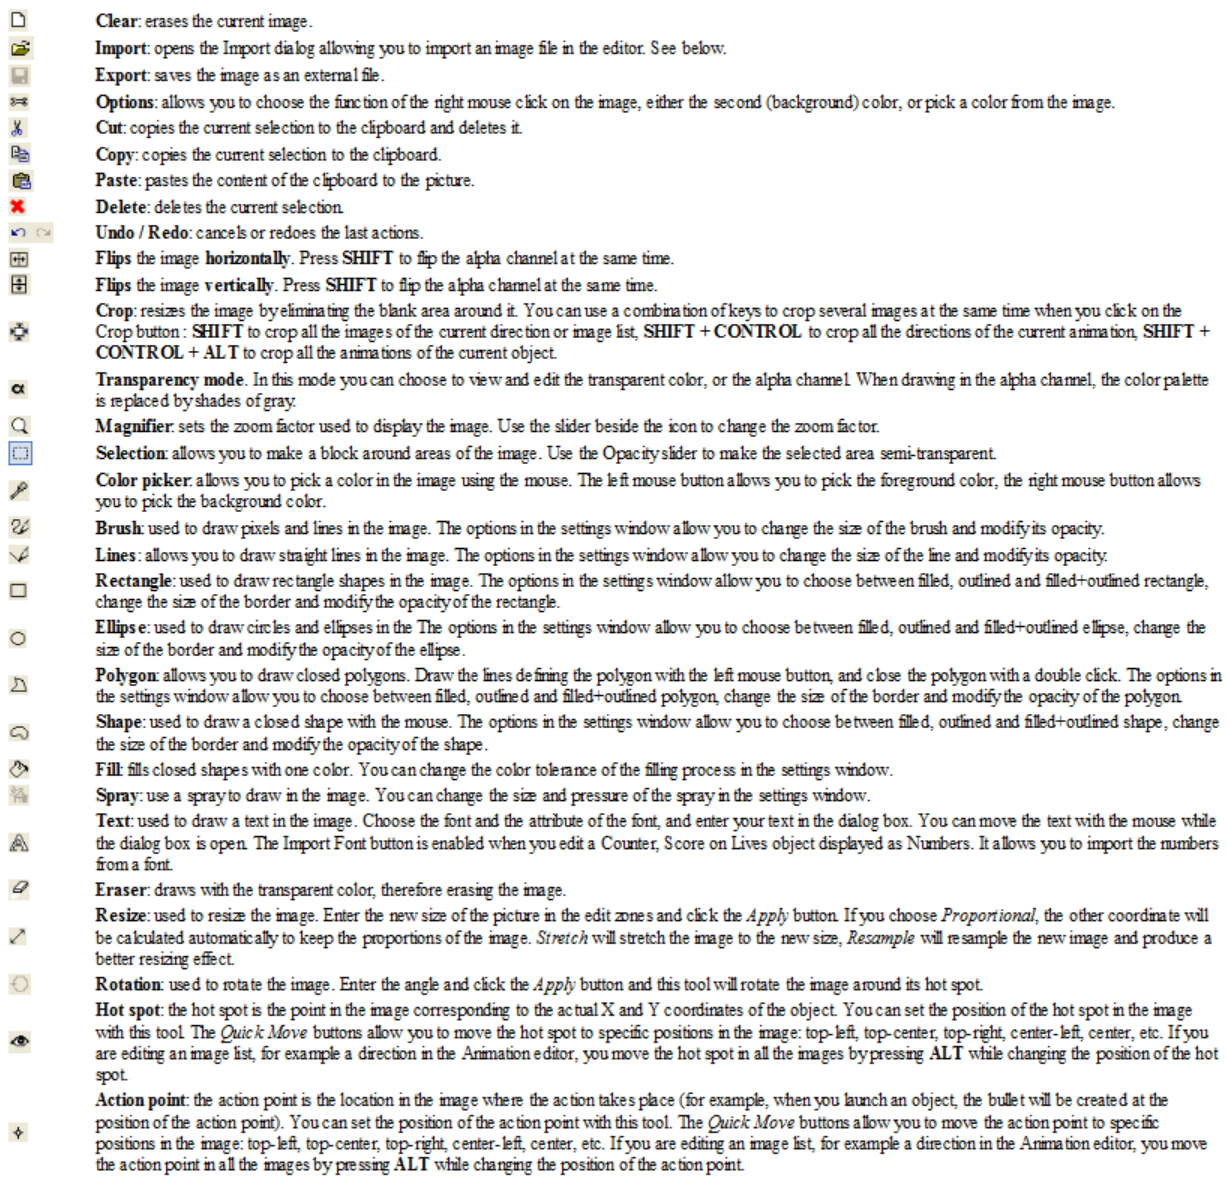 Clear: erases the current image.
Import: opens the Import dialog allowing you to import an image file in the editor. See below.
Export: saves the image as an external file.
Options: allows you to choose the function of the right mouse click on the image, either the second (background) color, or pick a color from the image.
Cut: copies the current selection to the clipboard and deletes it.
Copy: copies the current selection to the clipboard.
Paste: pastes the content of the clipboard to the picture.
Delete: deletes the current selection.
Undo / Redo: cancels or redoes the last actions.
Flips the image horizontally. Press SHIFT to flip the alpha channel at the same time.
Flips the image vertically. Press SHIFT to flip the alpha channel at the same time.
Crop: resizes the image by eliminating the blank area around it. You can use a combination of keys to crop several images at the same time when you click on the
Crop button : SHIFT to crop all the images of the current direction or image list, SHIFT + CONTROL to crop all the directions of the current animation, SHIFT +
CONTROL + ALT to crop all the animations of the current object.
α Transparency mode. In this mode you can choose to view and edit the transparent color, or the alpha channel. When drawing in the alpha channel, the color palette
is replaced by shades of gray.
Magnifier: sets the zoom factor used to display the image. Use the slider beside the icon to change the zoom factor.
Selection: allows you to make a block around areas of the image. Use the Opacity slider to make the selected area semi-transparent.
Color picker: allows you to pick a color in the image using the mouse. The left mouse button allows you to pick the foreground color, the right mouse button allows
you to pick the background color.
Brush: used to draw pixels and lines in the image. The options in the settings window allow you to change the size of the brush and modify its opacity.
Lines: allows you to draw straight lines in the image. The options in the settings window allow you to change the size of the line and modify its opacity.
Rectangle: used to draw rectangle shapes in the image. The options in the settings window allow you to choose between filled, outlined and filled+outlined rectangle,
change the size of the border and modify the opacity of the rectangle.
Ellipse: used to draw circles and ellipses in the The options in the settings window allow you to choose between filled, outlined and filled+outlined ellipse, change the
size of the border and modify the opacity of the ellipse.
Polygon: allows you to draw closed polygons. Draw the lines defining the polygon with the left mouse button, and close the polygon with a double click. The options in
the settings window allow you to choose between filled, outlined and filled+outlined polygon, change the size of the border and modify the opacity of the polygon.
Shape: used to draw a closed shape with the mouse. The options in the settings window allow you to choose between filled, outlined and filled+outlined shape, change
the size of the border and modify the opacity of the shape.
Fill: fills closed shapes with one color. You can change the color tolerance of the filling process in the settings window.
Spray: use a spray to draw in the image. You can change the size and pressure of the spray in the settings window.
Text: used to draw a text in the image. Choose the font and the attribute of the font, and enter your text in the dialog box. You can move the text with the mouse while
A the dialog box is open. The Import Font button is enabled when you edit a Counter, Score on Lives object displayed as Numbers. It allows you to import the numbers
from a font.
Eraser: draws with the transparent color, therefore erasing the image.
Resize: used to resize the image. Enter the new size of the picture in the edit zones and click the Apply button. If you choose Proportional, the other coordinate will
be calculated automatically to keep the proportions of the image. Stretch will stretch the image to the new size, Resample will resample the new image and produce a
better resizing effect.
Rotation: used to rotate the image. Enter the angle and click the Apply button and this tool will rotate the image around its hot spot.
Hot spot: the hot spot is the point in the image corresponding to the actual X and Y coordinates of the object. You can set the position of the hot spot in the image
with this tool. The Quick Move buttons allow you to move the hot spot to specific positions in the image: top-left, top-center, top-right, center-left, center, etc. If you
are editing an image list, for example a direction in the Animation editor, you move the hot spot in all the images by pressing ALT while changing the position of the hot
spot.
Action point: the action point is the location in the image where the action takes place (for example, when you launch an object, the bullet will be created at the
position of the action point). You can set the position of the action point with this tool. The Quick Move buttons allow you to move the action point to specific
positions in the image: top-left, top-center, top-right, center-left, center, etc. If you are editing an image list, for example a direction in the Animation editor, you move
the action point in all the images by pressing ALT while changing the position of the action point.